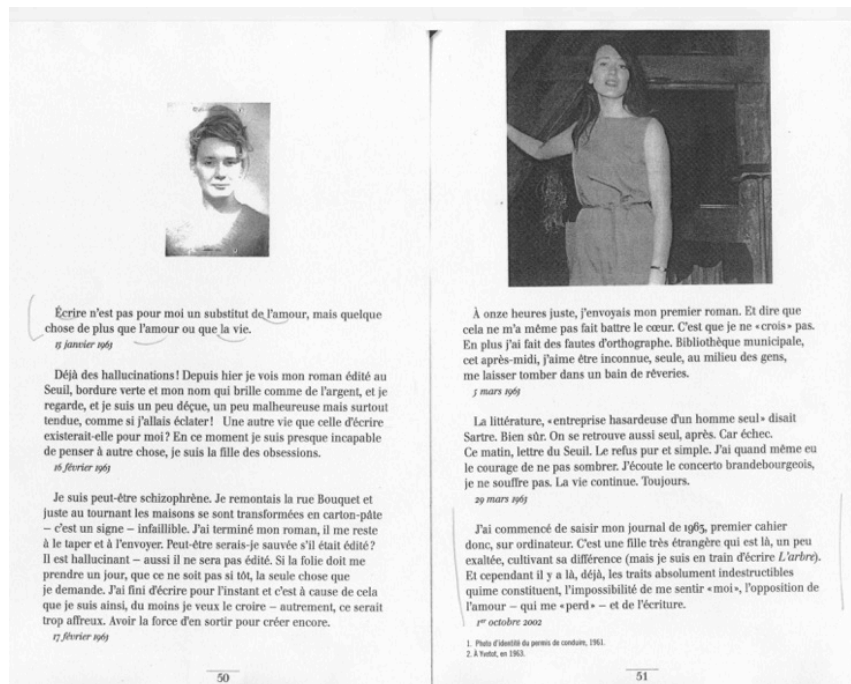 Écrire n'est pas pour moi un substitut de l'amour, mais quelque
chose de plus que l'amour ou que la vie.
15 janvier 1963
Déjà des hallucinations! Depuis hier je vois mon roman édité au
Seuil, bordure verte et mon nom qui brille comme de l'argent, et je
regarde, et je suis un peu déçue, un peu malheureuse mais surtout
tendue, comme si j'allais éclater! Une autre vie que celle d'écrire
existerait-elle pour moi? En ce moment je suis presque incapable
de penser à autre chose, je suis la fille des obsessions.
16 février 1963
Je suis peut-être schizophrène. Je remontais la rue Bouquet et
juste au tournant les maisons se sont transformées en carton-pâte
– c'est un signe – infaillible. J'ai terminé mon roman, il me reste
à le taper et à l'envoyer. Peut-être serais-je sauvée s'il était édité?
Il est hallucinant – aussi il ne sera pas édité. Si la folie doit me
prendre un jour, que ce ne soit pas si tôt, la seule chose que
je demande. J'ai fini d'écrire pour l'instant et c'est à cause de cela
que je suis ainsi, du moins je veux le croire – autrement, ce serait
trop affreux. Avoir la force d'en sortir pour créer encore.
17 février 1963
50
À onze heures juste, j'envoyais mon premier roman. Et dire que
cela ne m'a même pas fait battre le cœur. C'est que je ne «crois» pas.
En plus j'ai fait des fautes d'orthographe. Bibliothèque municipale,
cet après-midi, j'aime être inconnue, seule, au milieu des gens,
me laisser tomber dans un bain de rêveries.
5 mars 1963
La littérature, «entreprise hasardeuse d'un homme seul» disait
Sartre. Bien sûr. On se retrouve aussi seul, après. Car échec.
Ce matin, lettre du Seuil. Le refus pur et simple. J'ai quand même eu
le courage de ne pas sombrer. J'écoute le concerto brandebourgeois,
je ne souffre pas. La vie continue. Toujours.
29 mars 1963
J'ai commencé de saisir mon journal de 1963, premier cahier
donc, sur ordinateur. C'est une fille très étrangère qui est là, un peu
exaltée, cultivant sa différence (mais je suis en train d'écrire L'arbre).
Et cependant il y a là, déjà, les traits absolument indestructibles
quime constituent, l'impossibilité de me sentir «moi», l'opposition de
l'amour – qui me «perd» – et de l'écriture.
1er octobre 2002
1. Photo d'identité du permis de conduire, 1961.
2. À Yvetot, en 1963.
51